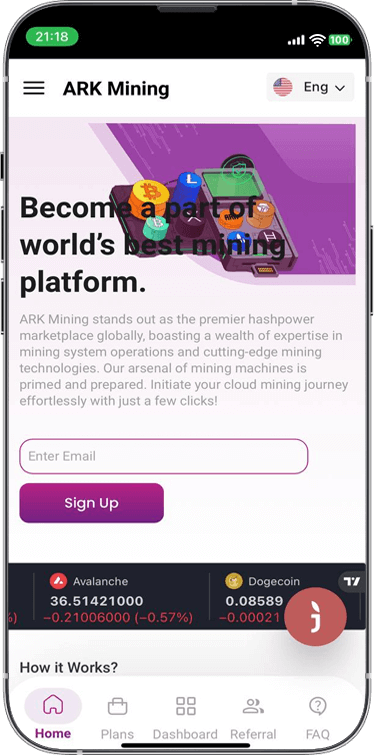 21:18
100
ARK Mining
Eng
Become a part of
world's best mining
platform.
ARK Mining stands out as the premier hashpower
marketplace globally, boasting a wealth of expertise in
mining system operations and cutting-edge mining
technologies. Our arsenal of mining machines is
primed and prepared. Initiate your cloud mining journey
effortlessly with just a few clicks!
Enter Email
Sign Up
%)
Avalanche
36.51421000
−0.21006000 (−0.57%)
Dogecoin
0.08589
−0.00021
How it Works?
Home
Plans
Dashboard
Referral
FAQ